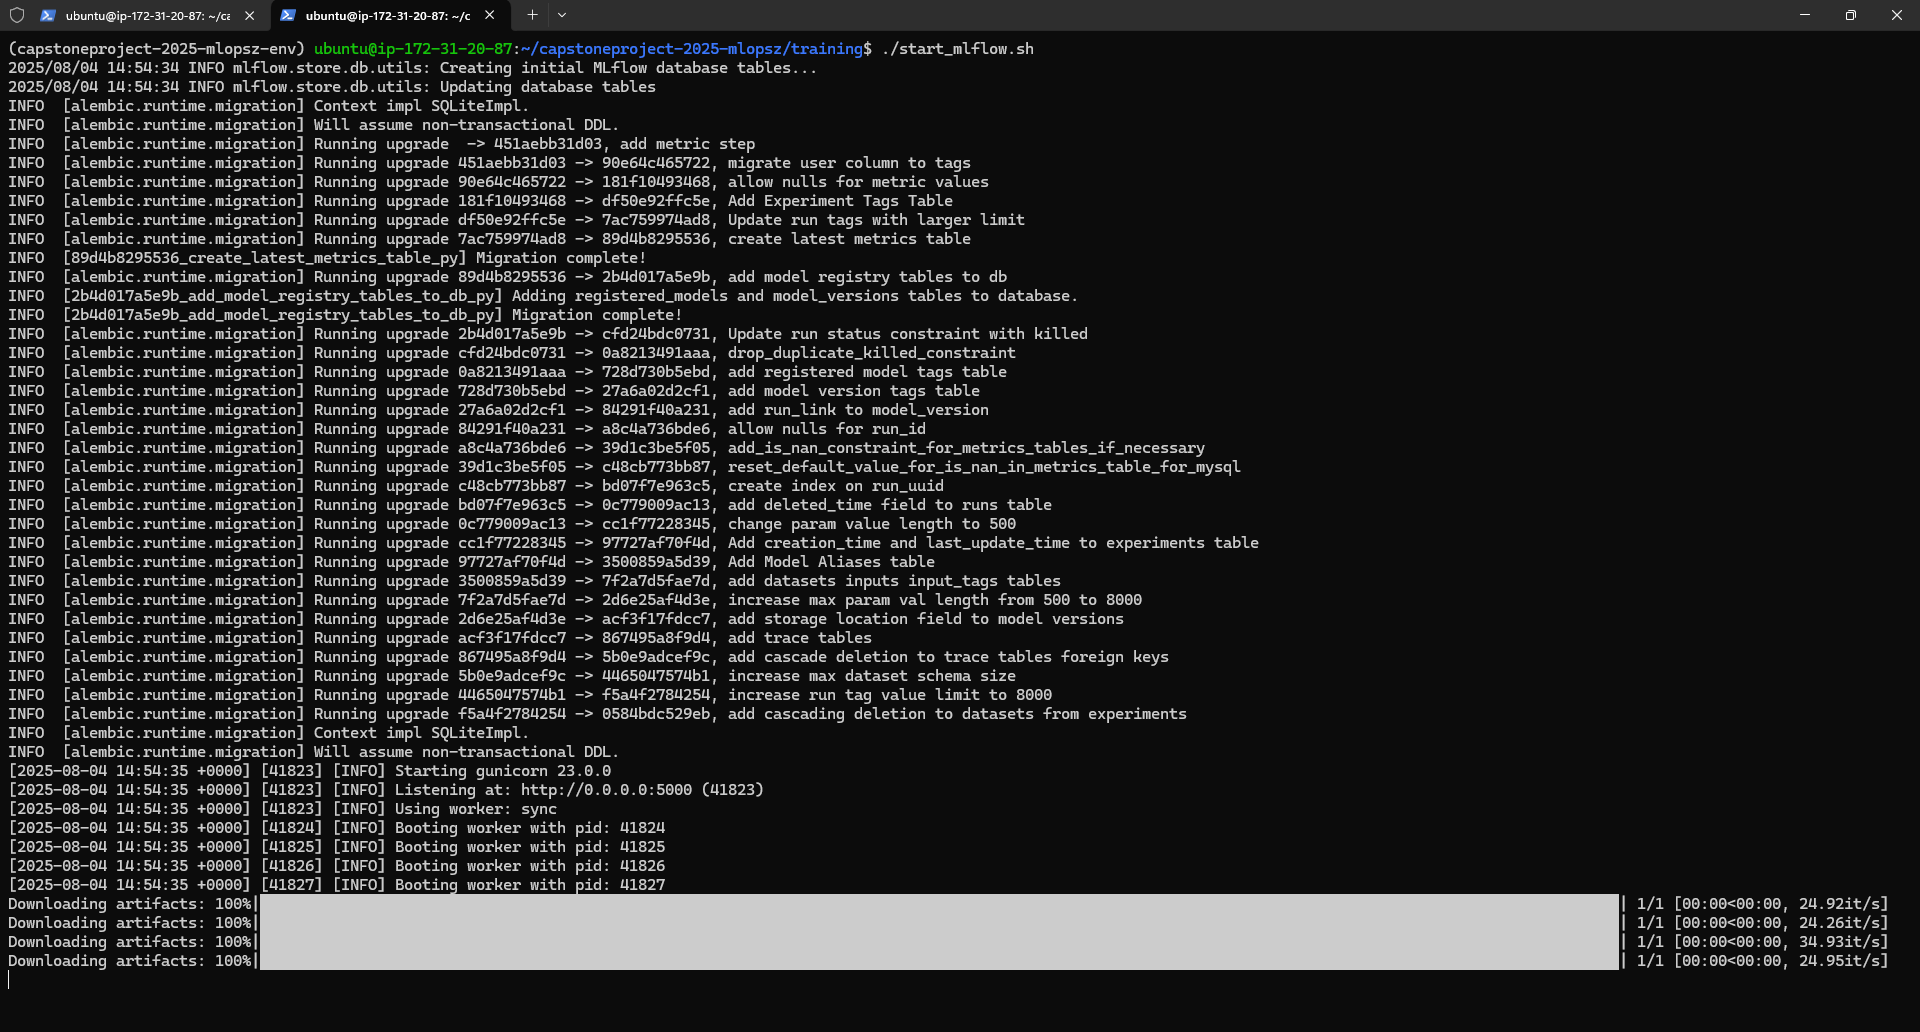 ubuntu@ip-172-31-20-87: ~/ca
ubuntu@ip-172-31-20-87: ~/c
(capstoneproject-2025-mlopsz-env) ubuntu@ip-172-31-20-87:~/capstoneproject-2025-mlopsz/training$ ./start_mlflow.sh
2025/08/04 14:54:34 INFO mlflow.store.db.utils: Creating initial MLflow database tables...
2025/08/04 14:54:34 INFO mlflow.store.db.utils: Updating database tables
INFO  [alembic.runtime.migration] Context impl SQLiteImpl.
INFO  [alembic.runtime.migration] Will assume non-transactional DDL.
INFO  [alembic.runtime.migration] Running upgrade  -> 451aebb31d03, add metric step
INFO  [alembic.runtime.migration] Running upgrade 451aebb31d03 -> 90e64c465722, migrate user column to tags
INFO  [alembic.runtime.migration] Running upgrade 90e64c465722 -> 181f10493468, allow nulls for metric values
INFO  [alembic.runtime.migration] Running upgrade 181f10493468 -> df50e92ffc5e, Add Experiment Tags Table
INFO  [alembic.runtime.migration] Running upgrade df50e92ffc5e -> 7ac759974ad8, Update run tags with larger limit
INFO  [alembic.runtime.migration] Running upgrade 7ac759974ad8 -> 89d4b8295536, create latest metrics table
INFO  [89d4b8295536_create_latest_metrics_table_py] Migration complete!
INFO  [alembic.runtime.migration] Running upgrade 89d4b8295536 -> 2b4d017a5e9b, add model registry tables to db
INFO  [2b4d017a5e9b_add_model_registry_tables_to_db_py] Adding registered_models and model_versions tables to database.
INFO  [2b4d017a5e9b_add_model_registry_tables_to_db_py] Migration complete!
INFO  [alembic.runtime.migration] Running upgrade 2b4d017a5e9b -> cfd24bdc0731, Update run status constraint with killed
INFO  [alembic.runtime.migration] Running upgrade cfd24bdc0731 -> 0a8213491aaa, drop_duplicate_killed_constraint
INFO  [alembic.runtime.migration] Running upgrade 0a8213491aaa -> 728d730b5ebd, add registered model tags table
INFO  [alembic.runtime.migration] Running upgrade 728d730b5ebd -> 27a6a02d2cf1, add model version tags table
INFO  [alembic.runtime.migration] Running upgrade 27a6a02d2cf1 -> 84291f40a231, add run_link to model_version
INFO  [alembic.runtime.migration] Running upgrade 84291f40a231 -> a8c4a736bde6, allow nulls for run_id
INFO  [alembic.runtime.migration] Running upgrade a8c4a736bde6 -> 39d1c3be5f05, add_is_nan_constraint_for_metrics_tables_if_necessary
INFO  [alembic.runtime.migration] Running upgrade 39d1c3be5f05 -> c48cb773bb87, reset_default_value_for_is_nan_in_metrics_table_for_mysql
INFO  [alembic.runtime.migration] Running upgrade c48cb773bb87 -> bd07f7e963c5, create index on run_uuid
INFO  [alembic.runtime.migration] Running upgrade bd07f7e963c5 -> 0c779009ac13, add deleted_time field to runs table
INFO  [alembic.runtime.migration] Running upgrade 0c779009ac13 -> cc1f77228345, change param value length to 500
INFO  [alembic.runtime.migration] Running upgrade cc1f77228345 -> 97727af70f4d, Add creation_time and last_update_time to experiments table
INFO  [alembic.runtime.migration] Running upgrade 97727af70f4d -> 3500859a5d39, Add Model Aliases table
INFO  [alembic.runtime.migration] Running upgrade 3500859a5d39 -> 7f2a7d5fae7d, add datasets inputs input_tags tables
INFO  [alembic.runtime.migration] Running upgrade 7f2a7d5fae7d -> 2d6e25af4d3e, increase max param val length from 500 to 8000
INFO  [alembic.runtime.migration] Running upgrade 2d6e25af4d3e -> acf3f17fdcc7, add storage location field to model versions
INFO  [alembic.runtime.migration] Running upgrade acf3f17fdcc7 -> 867495a8f9d4, add trace tables
INFO  [alembic.runtime.migration] Running upgrade 867495a8f9d4 -> 5b0e9adcef9c, add cascade deletion to trace tables foreign keys
INFO  [alembic.runtime.migration] Running upgrade 5b0e9adcef9c -> 4465047574b1, increase max dataset schema size
INFO  [alembic.runtime.migration] Running upgrade 4465047574b1 -> f5a4f2784254, increase run tag value limit to 8000
INFO  [alembic.runtime.migration] Running upgrade f5a4f2784254 -> 0584bdc529eb, add cascading deletion to datasets from experiments
INFO  [alembic.runtime.migration] Context impl SQLiteImpl.
INFO  [alembic.runtime.migration] Will assume non-transactional DDL.
[2025-08-04 14:54:35 +0000] [41823] [INFO] Starting gunicorn 23.0.0
[2025-08-04 14:54:35 +0000] [41823] [INFO] Listening at: http://0.0.0.0:5000 (41823)
[2025-08-04 14:54:35 +0000] [41823] [INFO] Using worker: sync
[2025-08-04 14:54:35 +0000] [41824] [INFO] Booting worker with pid: 41824
[2025-08-04 14:54:35 +0000] [41825] [INFO] Booting worker with pid: 41825
[2025-08-04 14:54:35 +0000] [41826] [INFO] Booting worker with pid: 41826
[2025-08-04 14:54:35 +0000] [41827] [INFO] Booting worker with pid: 41827
Downloading artifacts: 100%| | 1/1 [00:00<00:00, 24.92it/s]
Downloading artifacts: 100%| | 1/1 [00:00<00:00, 24.26it/s]
Downloading artifacts: 100%| | 1/1 [00:00<00:00, 34.93it/s]
Downloading artifacts: 100%| | 1/1 [00:00<00:00, 24.95it/s]